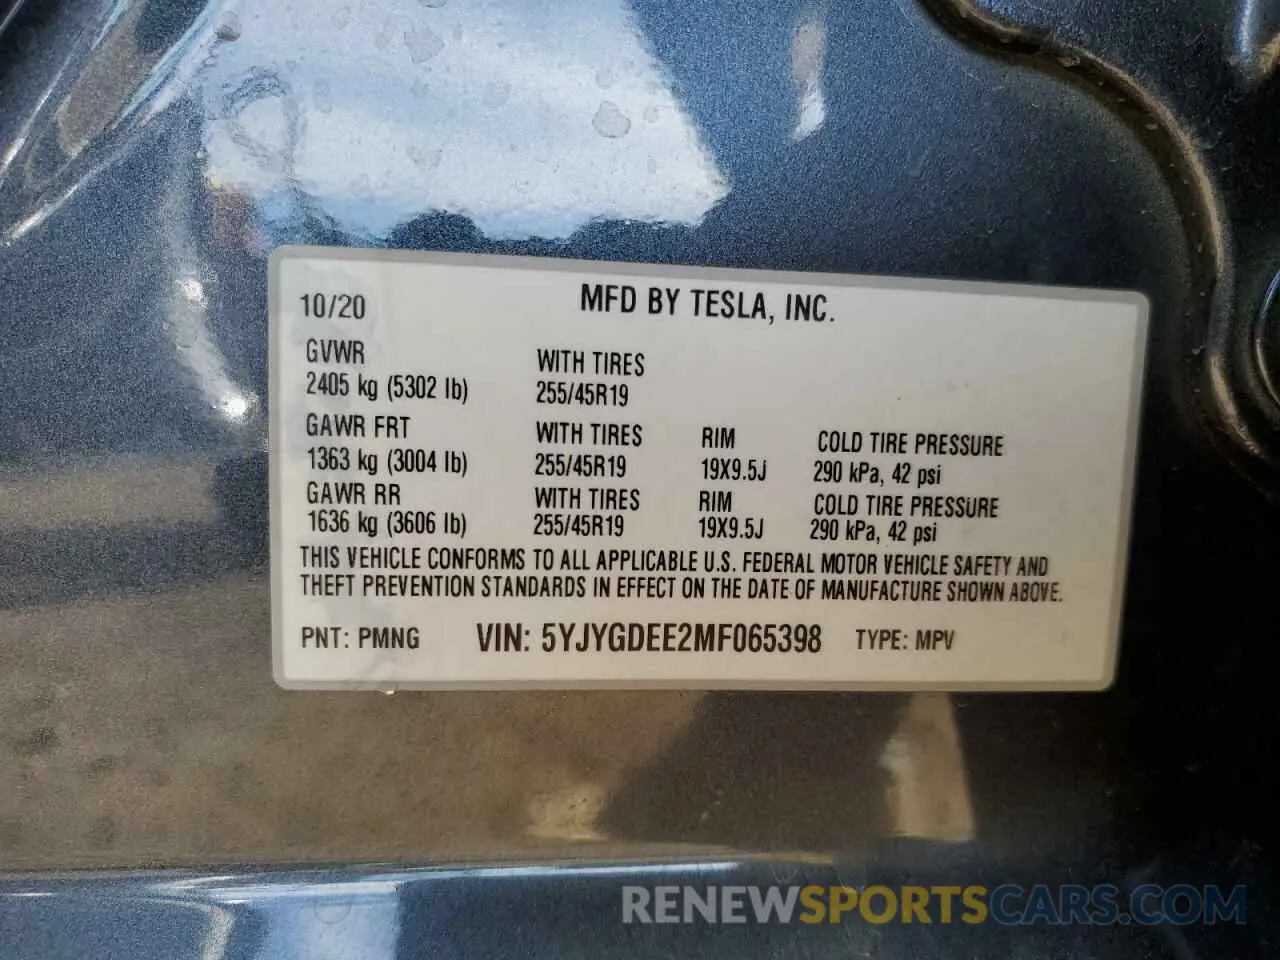 10/20 MFD BY TESLA, INC.
GVWR WITH TIRES
2405 kg (5302 lb) 255/45R19
GAWR FRT WITH TIRES RIM COLD TIRE PRESSURE
1363 kg (3004 lb) 255/45R19 19X9.5J 290 kPa, 42 psi
GAWR RR WITH TIRES RIM COLD TIRE PRESSURE
1636 kg (3606 lb) 255/45R19 19X9.5J 290 kPa, 42 psi
THIS VEHICLE CONFORMS TO ALL APPLICABLE U.S. FEDERAL MOTOR VEHICLE SAFETY AND
THEFT PREVENTION STANDARDS IN EFFECT ON THE DATE OF MANUFACTURE SHOWN ABOVE.
PNT: PMNG VIN: 5YJYGDEE2MF065398 TYPE: MPV
RENEWSPORTSCARS.COM